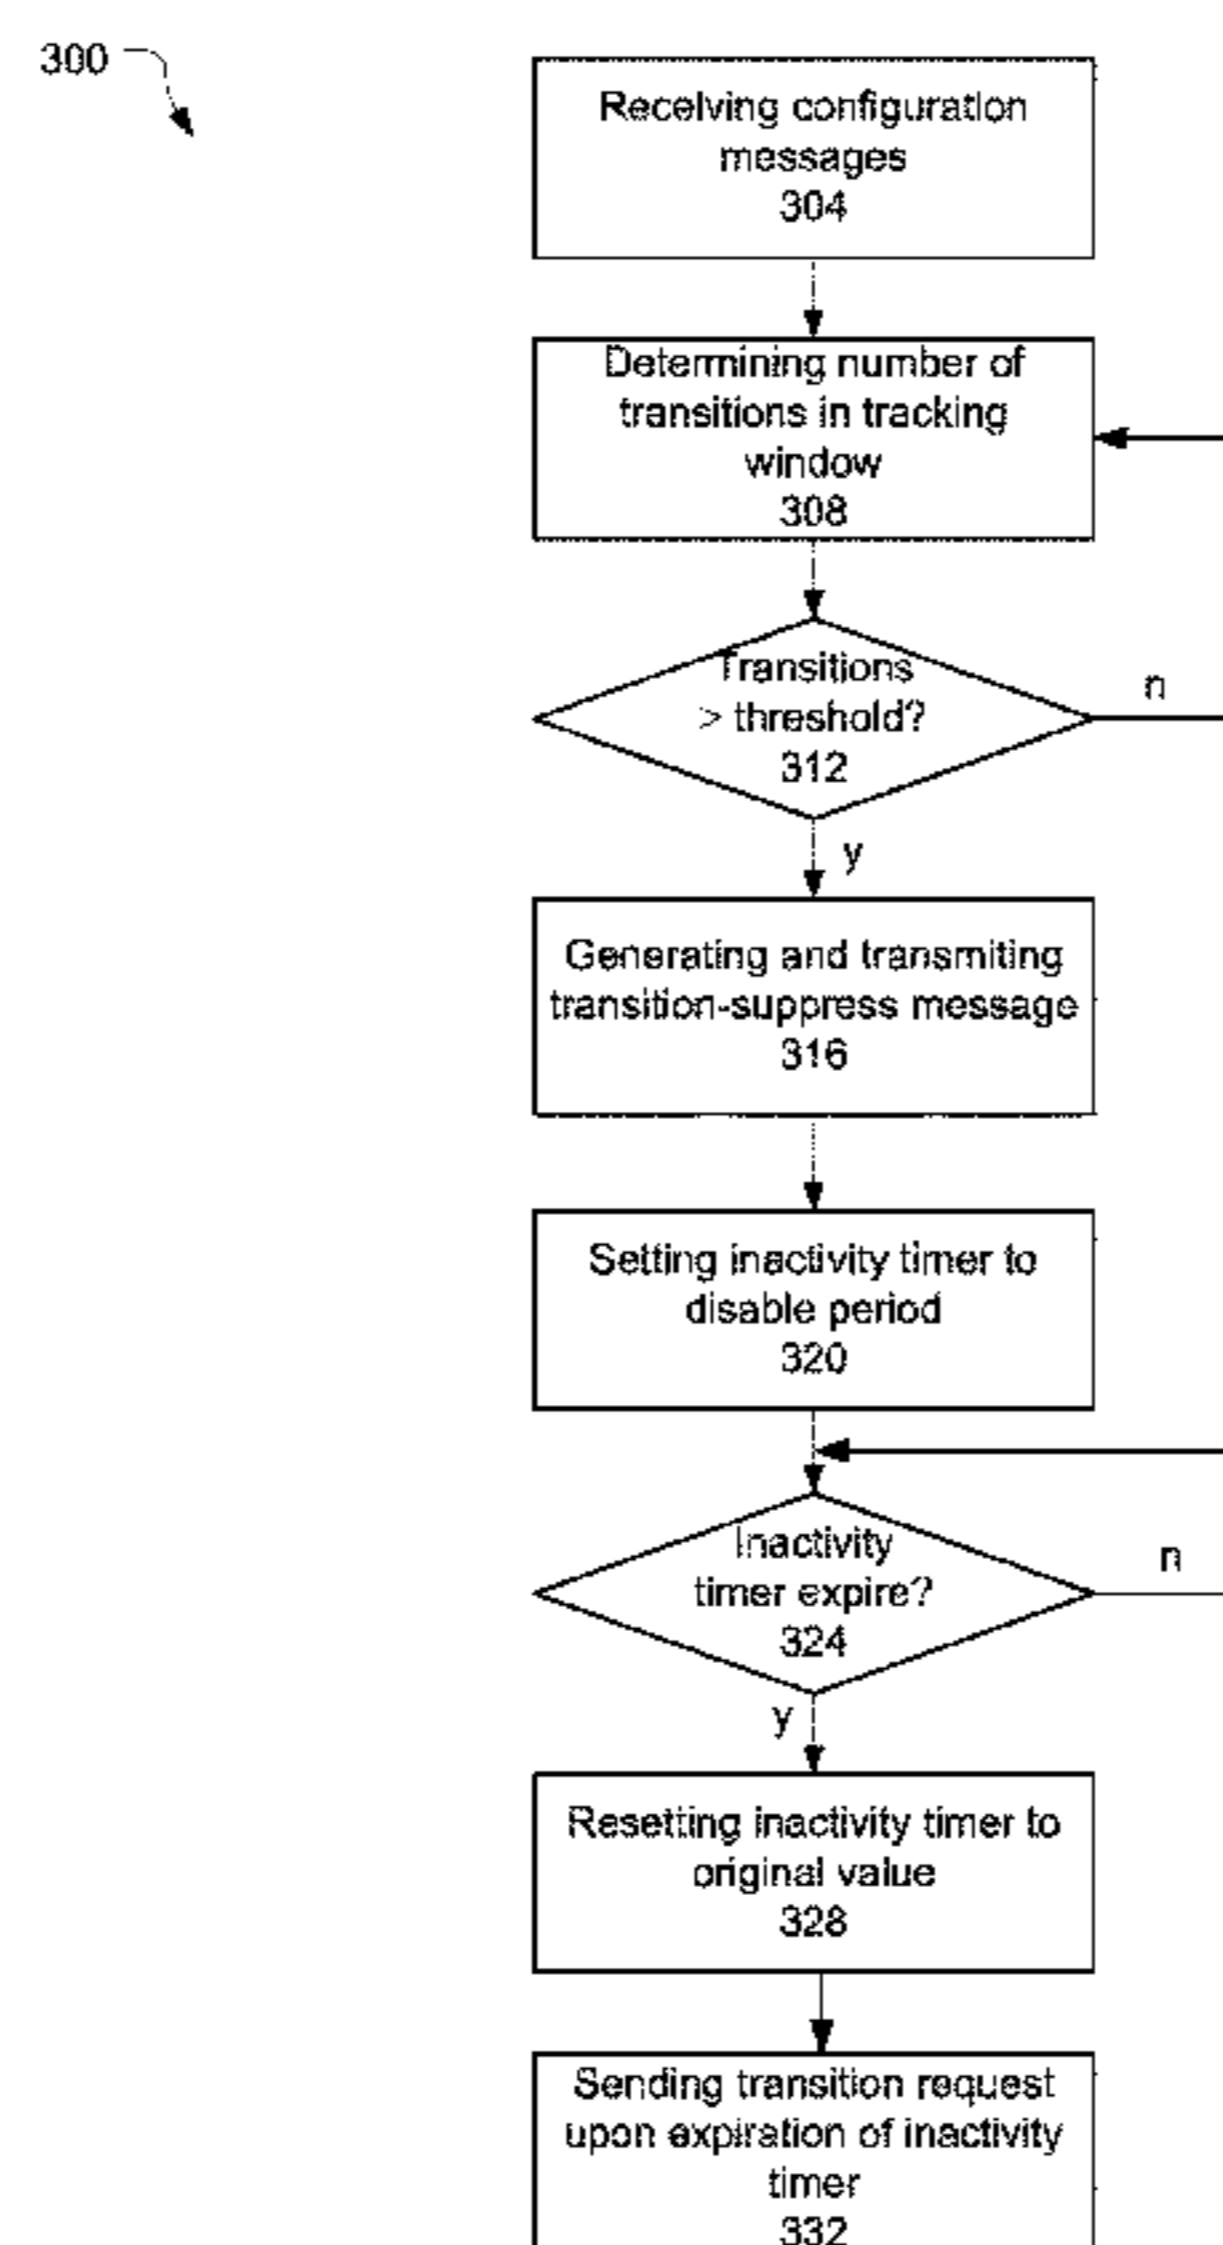 300
Receiving configuration
messages
304
Determining number of
transitions in tracking
window
308
Transitions
> threshold?
312
n
y
Generating and transmiting
transition-suppress message
316
Setting inactivity timer to
disable period
320
Inactivity
timer expire?
324
n
y
Resetting inactivity timer to
original value
328
Sending transition request
upon expiration of inactivity
timer
332